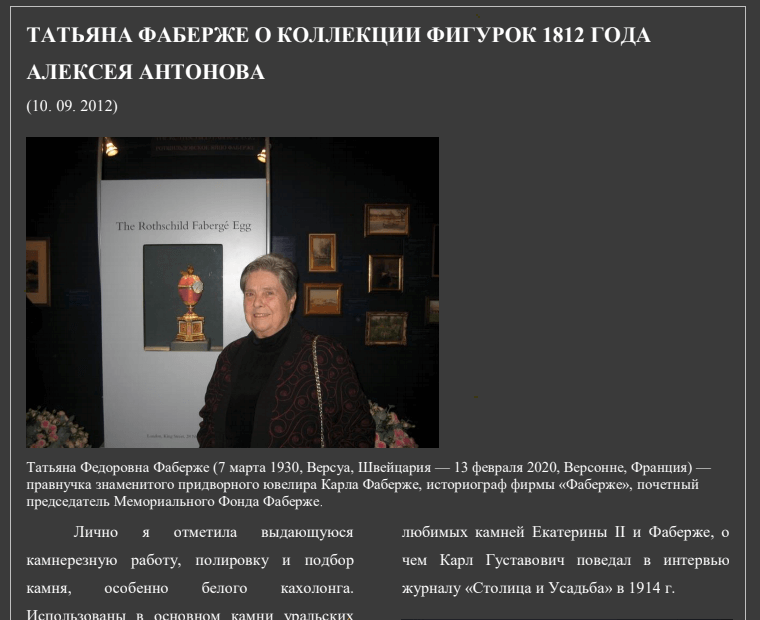 ТАТЬЯНА ФАБЕРЖЕ О КОЛЛЕКЦИИ ФИГУРОК 1812 ГОДА
АЛЕКСЕЯ АНТОНОВА
(10. 09. 2012)
The Rothschild Fabergé Egg
Татьяна Федоровна Фаберже (7 марта 1930, Версуа, Швейцария — 13 февраля 2020, Версонне, Франция) —
правнучка знаменитого придворного ювелира Карла Фаберже, историограф фирмы «Фаберже», почетный
председатель Мемориального Фонда Фаберже.
Лично я отметила выдающуюся
камнерезную работу, полировку и подбор
камня, особенно белого кахолонга.
Использованы в основном камни уральских
любимых камней Екатерины II и Фаберже, о
чем Карл Густавович поведал в интервью
журналу «Столица и Усадьба» в 1914 г.